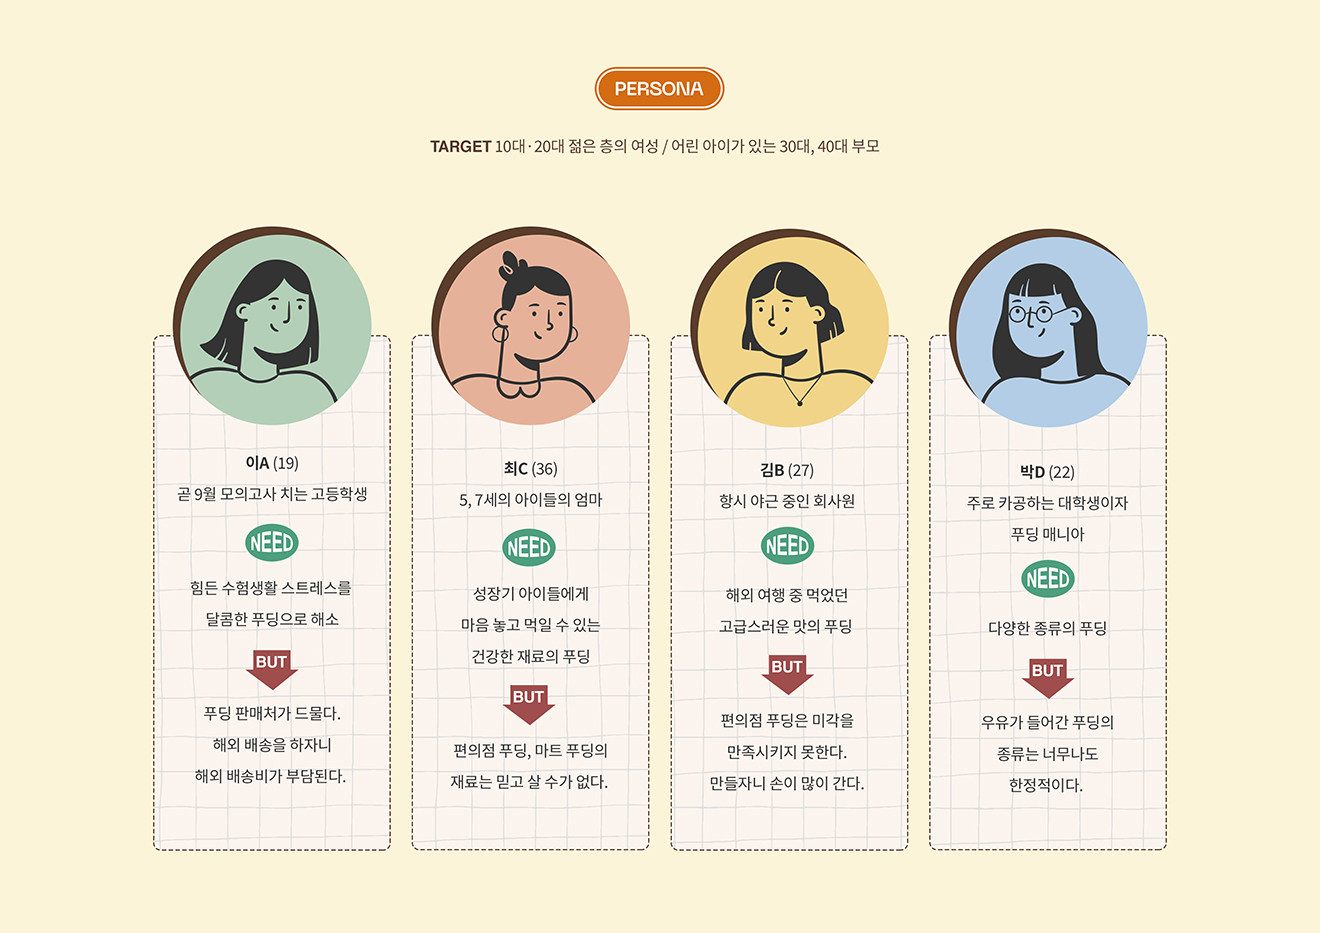 PERSONA
TARGET 10대·20대 젊은 층의 여성 / 어린 아이가 있는 30대, 40대 부모
이A (19)
곧 9월 모의고사 치는 고등학생
NEED
힘든 수험생활 스트레스를
달콤한 푸딩으로 해소
BUT
푸딩 판매처가 드물다.
해외 배송을 하자니
해외 배송비가 부담된다.
최C (36)
5, 7세의 아이들의 엄마
NEED
성장기 아이들에게
마음 놓고 먹일 수 있는
건강한 재료의 푸딩
BUT
편의점 푸딩, 마트 푸딩의
재료는 믿고 살 수가 없다.
김B (27)
항시 야근 중인 회사원
NEED
해외 여행 중 먹었던
고급스러운 맛의 푸딩
BUT
편의점 푸딩은 미각을
만족시키지 못한다.
만들자니 손이 많이 간다.
박D (22)
주로 카공하는 대학생이자
푸딩 매니아
NEED
다양한 종류의 푸딩
BUT
우유가 들어간 푸딩의
종류는 너무나도
한정적이다.